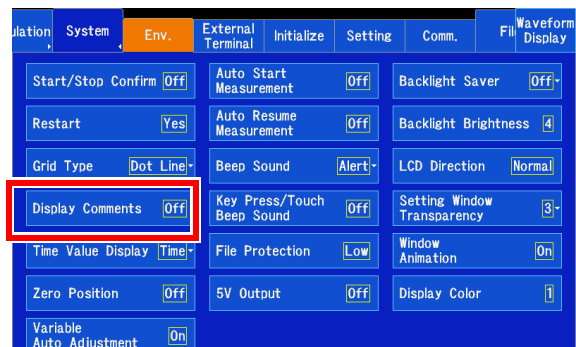 ulation System Env. External Terminal Initialize Setting Comm. Fil Waveform Display
Start/Stop Confirm Off
Auto Start
Measurement Off
Backlight Saver Off
Restart Yes
Auto Resume
Measurement Off
Backlight Brightness 4
Grid Type Dot Line
Beep Sound Alert
LCD Direction Normal
Display Comments Off
Key Press/Touch
Beep Sound Off
Setting Window
Transparency 3
Time Value Display Time
File Protection Low
Window
Animation On
Zero Position Off
5V Output Off
Display Color 1
Variable
Auto Adjustment On